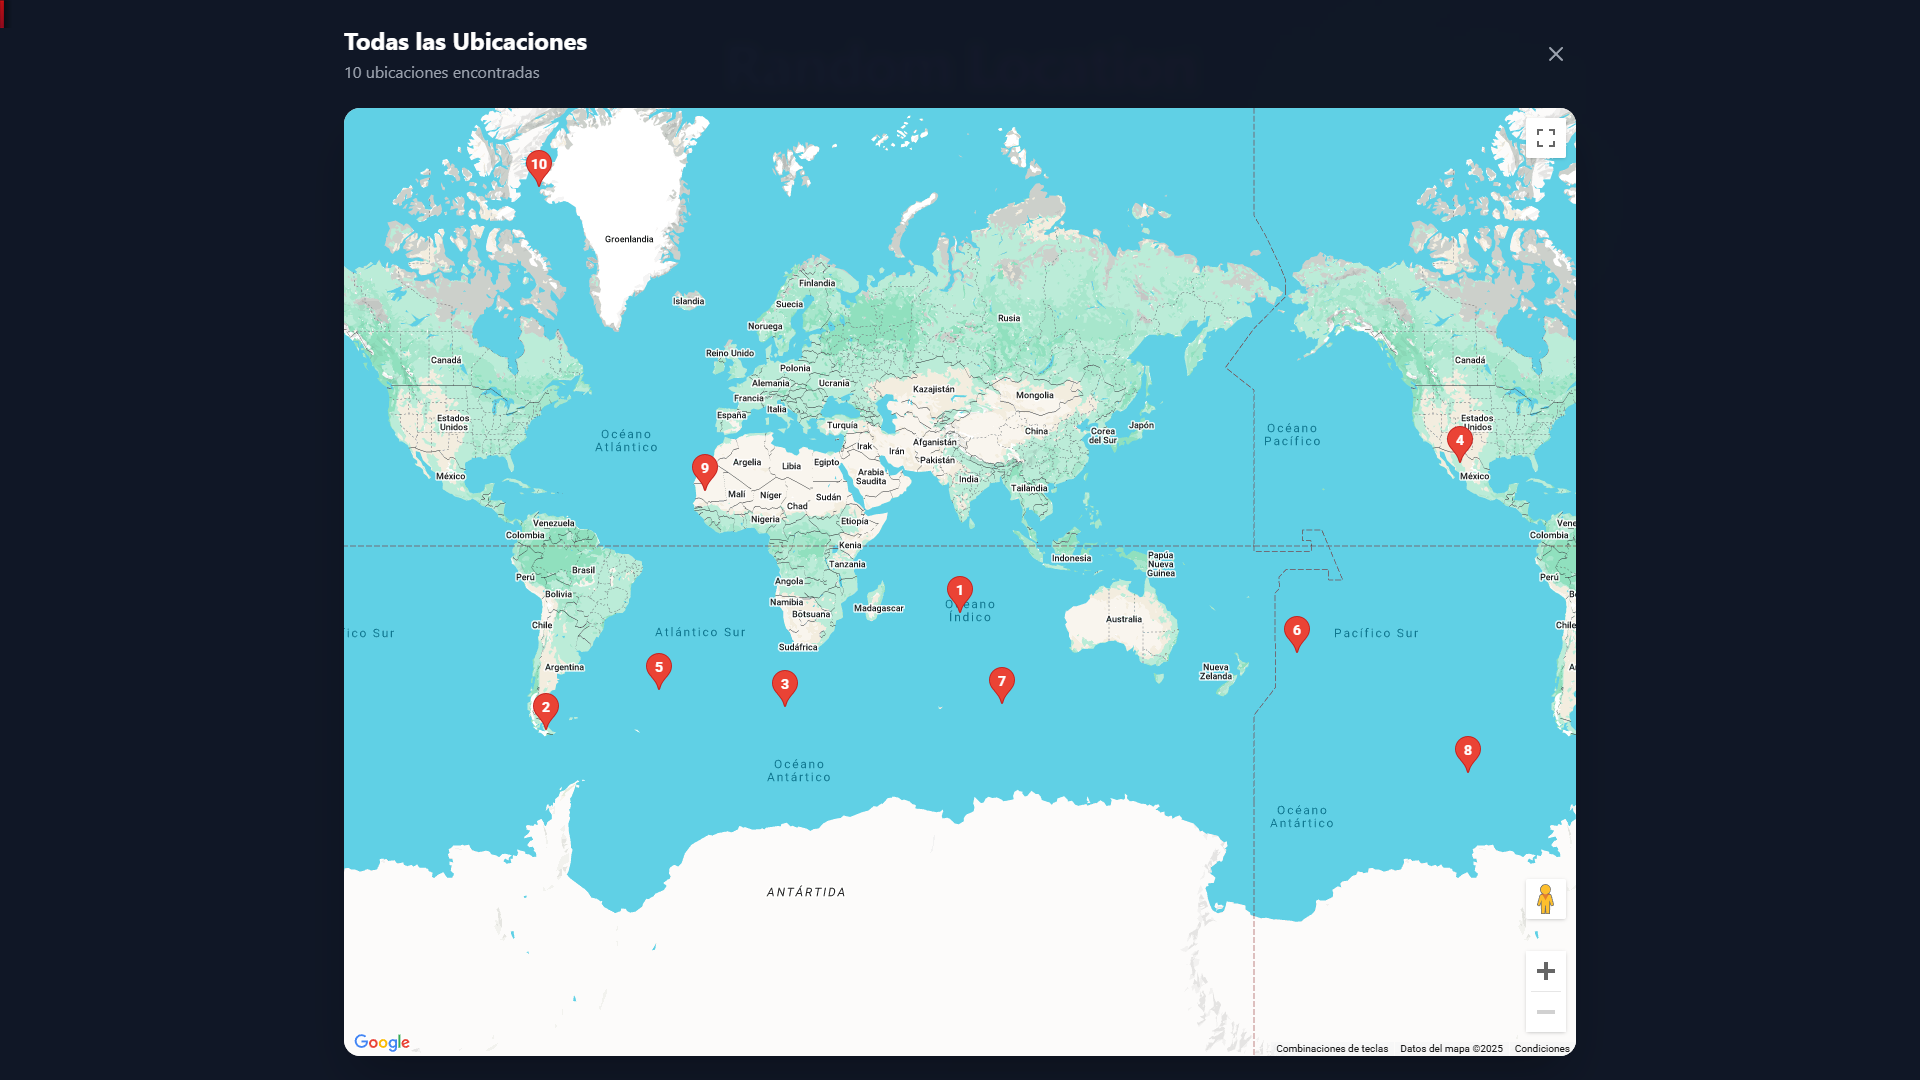 Todas las Ubicaciones
10 ubicaciones encontradas
10
Groenlandia
Islandia
Finlandia
Suecia
Noruega
Rusia
Reino Unido
Polonia
Alemania
Ucrania
Francia
Italia
España
Turquía
Kazajistán
Mongolia
China
Corea
del Sur
Japón
Canadá
Estados
Unidos
México
Océano
Atlántico
Océano
Pacífico
Canadá
Estados
Unidos
4
México
9
Argelia
Libia
Egipto
Irak
Irán
Afganistán
Pakistán
Arabia
Saudita
India
Tailandia
Malí
Níger
Chad
Sudán
Nigeria
Etiopía
Kenia
Tanzania
Venezuela
Colombia
Perú
Brasil
Bolivia
Chile
Argentina
Angola
Namibia
Botsuana
Madagascar
Sudáfrica
Indonesia
Papúa
Nueva
Guinea
Australia
Nueva
Zelanda
1
Océano
Índico
Vene
Colombia
Perú
B
Chile
A
ico Sur
Atlántico Sur
Pacífico Sur
6
5
3
7
2
8
Océano
Antártico
Océano
Antártico
ANTÁRTIDA
Google
Combinaciones de teclas
Datos del mapa ©2025
Condiciones